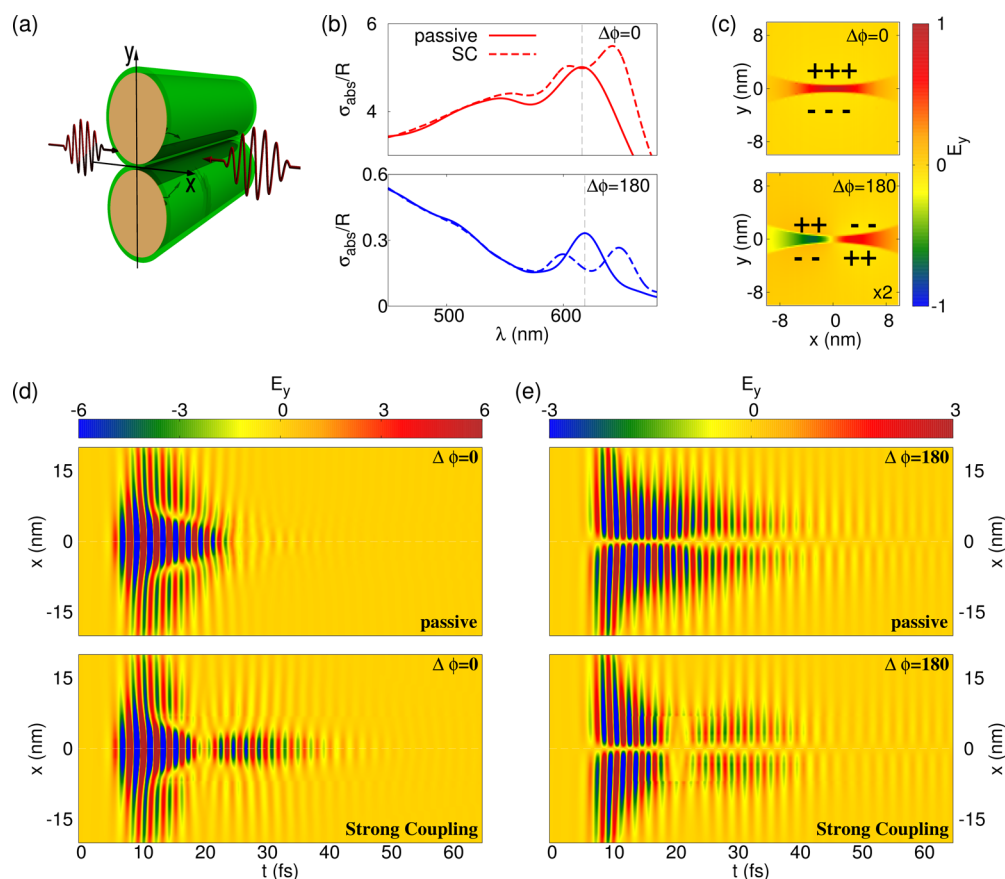 (a)
y
x
(b)
passive
SC
Δϕ=0
6
4
σabs/R
Δϕ=180
0.6
0.3
0
σabs/R
500
600
λ (nm)
(c)
Δϕ=0
8
0
-8
y (nm)
+++
- - -
Δϕ=180
8
0
-8
y (nm)
++ - -
- - ++
x2
-8 0 8
x (nm)
1
0
-1
Ey
(d)
Ey
-6 -3 0 3 6
Δ ϕ=0
15
0
-15
x (nm)
passive
Δ ϕ=0
15
0
-15
x (nm)
Strong Coupling
0 10 20 30 40 50 60
t (fs)
(e)
Ey
-3 0 3
Δ ϕ=180
15
0
-15
x (nm)
passive
Δ ϕ=180
15
0
-15
x (nm)
Strong Coupling
0 10 20 30 40 50 60
t (fs)